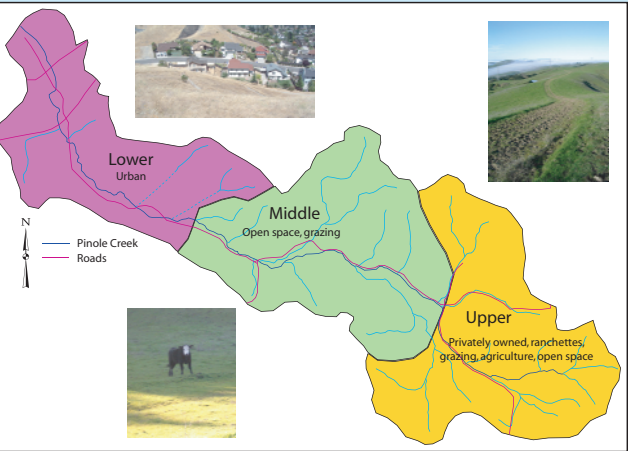 Lower
Urban
Middle
Open space, grazing
N
Pinole Creek
Roads
Upper
Privately owned, ranchettes,
grazing, agriculture, open space